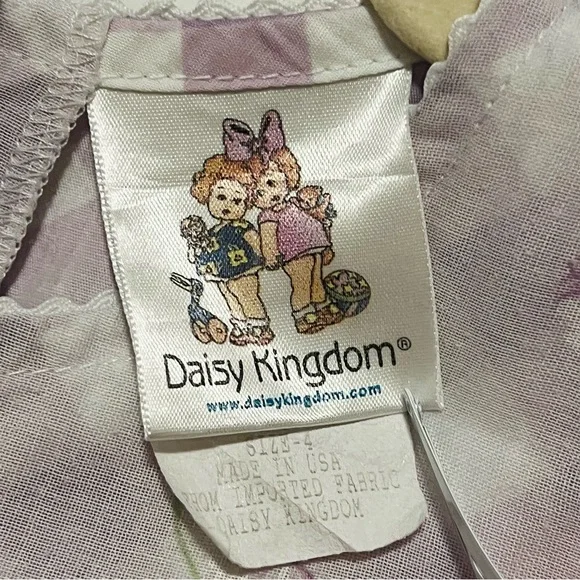 Daisy Kingdom®
www.daisykingdom.com
SIZE-4
MADE IN USA
FROM IMPORTED FABRIC
DAISY KINGDOM